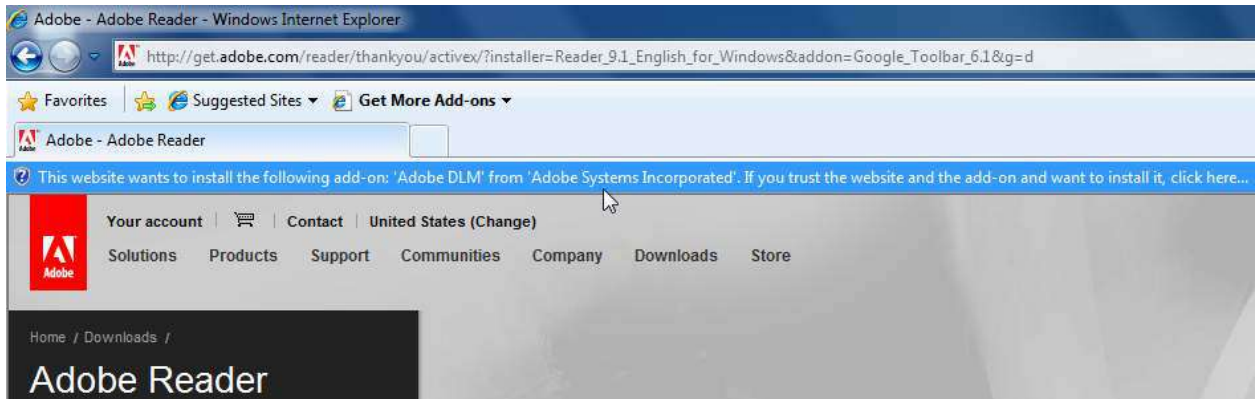 Adobe - Adobe Reader - Windows Internet Explorer
http://get.adobe.com/reader/thankyou/activex/?installer=Reader_9.1_English_for_Windows&addon=Google_Toolbar_6.1&g=d
Favorites Suggested Sites Get More Add-ons
Adobe Adobe - Adobe Reader
This website wants to install the following add-on: 'Adobe DLM' from 'Adobe Systems Incorporated'. If you trust the website and the add-on and want to install it, click here...
Your account | Contact | United States (Change)
Adobe Solutions Products Support Communities Company Downloads Store
Home / Downloads /
Adobe Reader